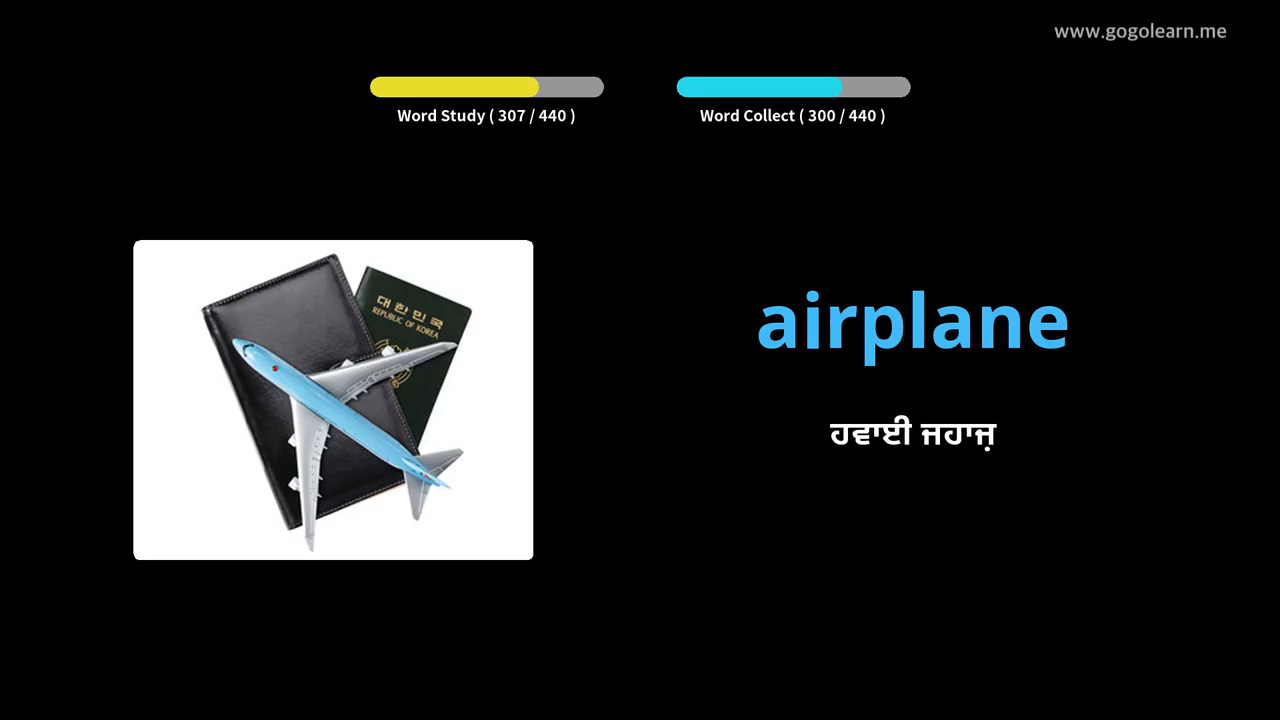 www.gogolearn.me
Word Study ( 307 / 440 )
Word Collect ( 300 / 440 )
대한민국
REPUBLIC OF KOREA
airplane
ਹਵਾਈ ਜਹਾਜ਼